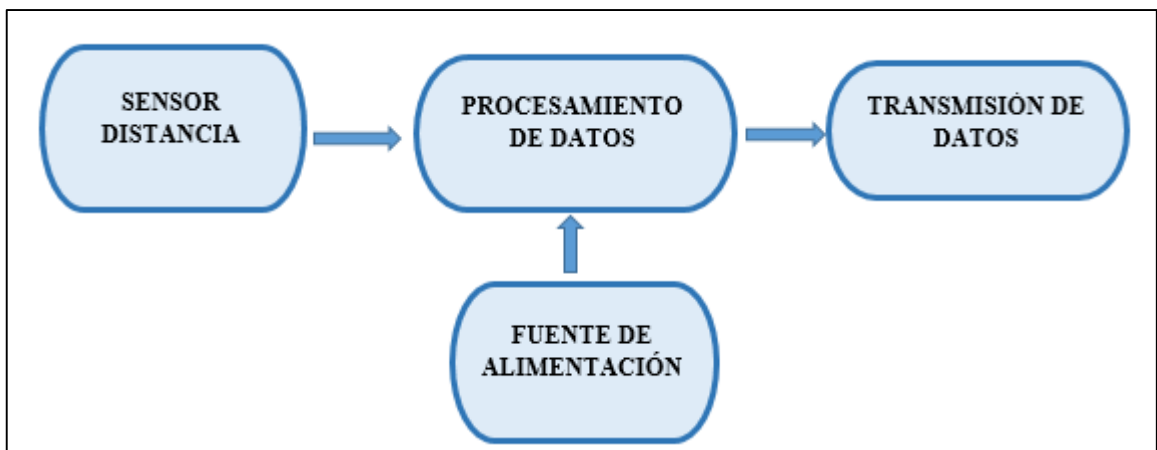 SENSOR
DISTANCIA
PROCESAMIENTO
DE DATOS
TRANSMISIÓN DE
DATOS
FUENTE DE
ALIMENTACIÓN